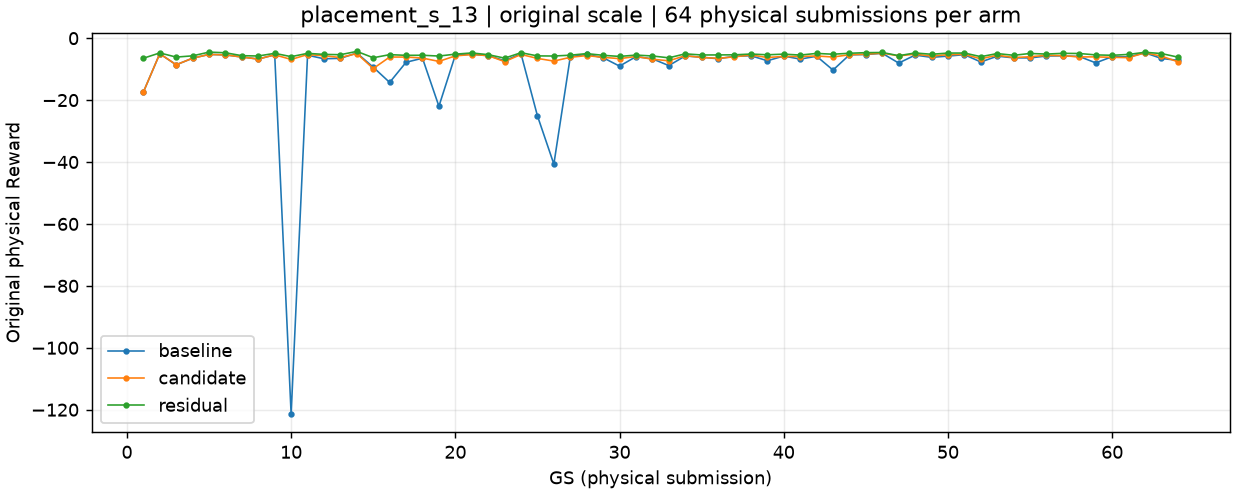 placement_s_13 | original scale | 64 physical submissions per arm
Original physical Reward
0
−20
−40
−60
−80
−100
−120
baseline
candidate
residual
0 10 20 30 40 50 60
GS (physical submission)